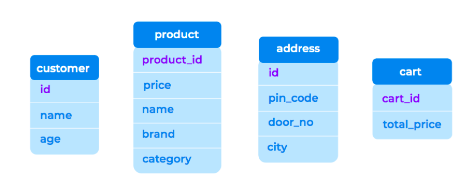 customer
id
name
age
product
product_id
price
name
brand
category
address
id
pin_code
door_no
city
cart
cart_id
total_price